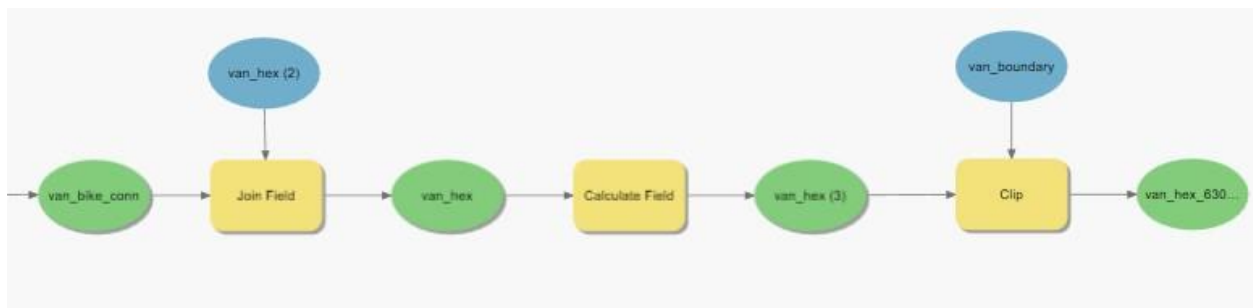 van_hex (2)
van_boundary
van_bike_conn
Join Field
van_hex
Calculate Field
van_hex (3)
Clip
van_hex_630...